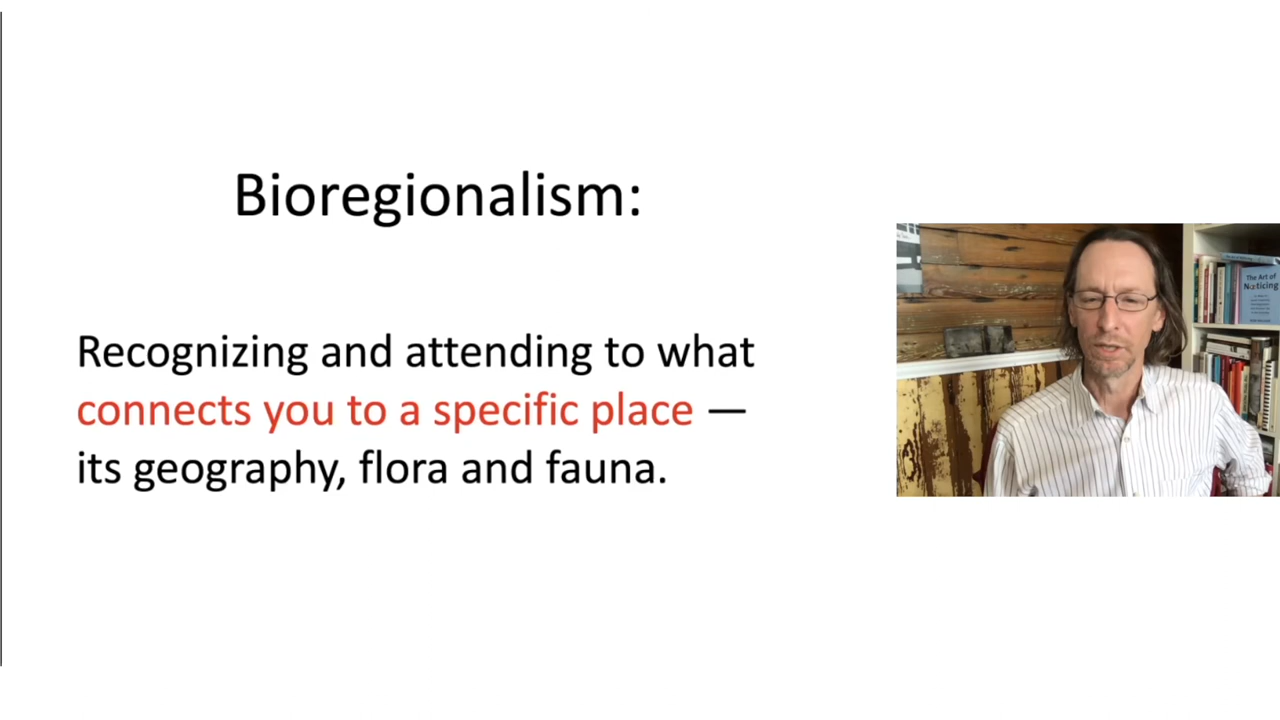 Bioregionalism:
Recognizing and attending to what
connects you to a specific place —
its geography, flora and fauna.
The Art of
Noticing